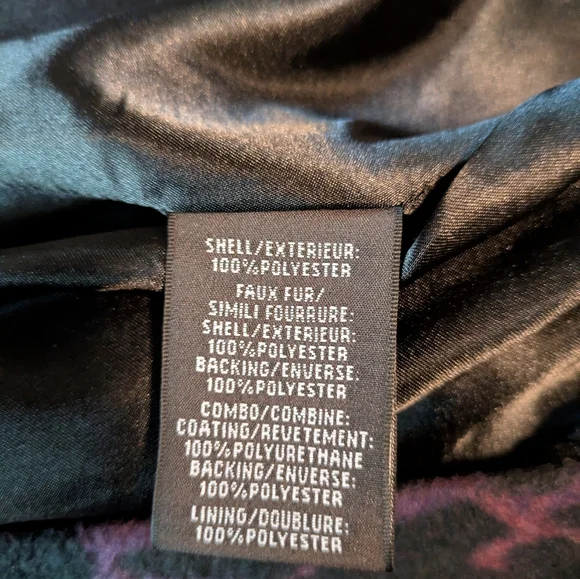 SHELL/EXTERIEUR:
100%POLYESTER
FAUX FUR/
SIMILI FOURRURE:
SHELL/EXTERIEUR:
100%POLYESTER
BACKING/ENVERSE:
100%POLYESTER
COMBO/COMBINE:
COATING/REVETEMENT:
100%POLYURETHANE
BACKING/ENVERSE:
100%POLYESTER
LINING/DOUBLURE:
100%POLYESTER